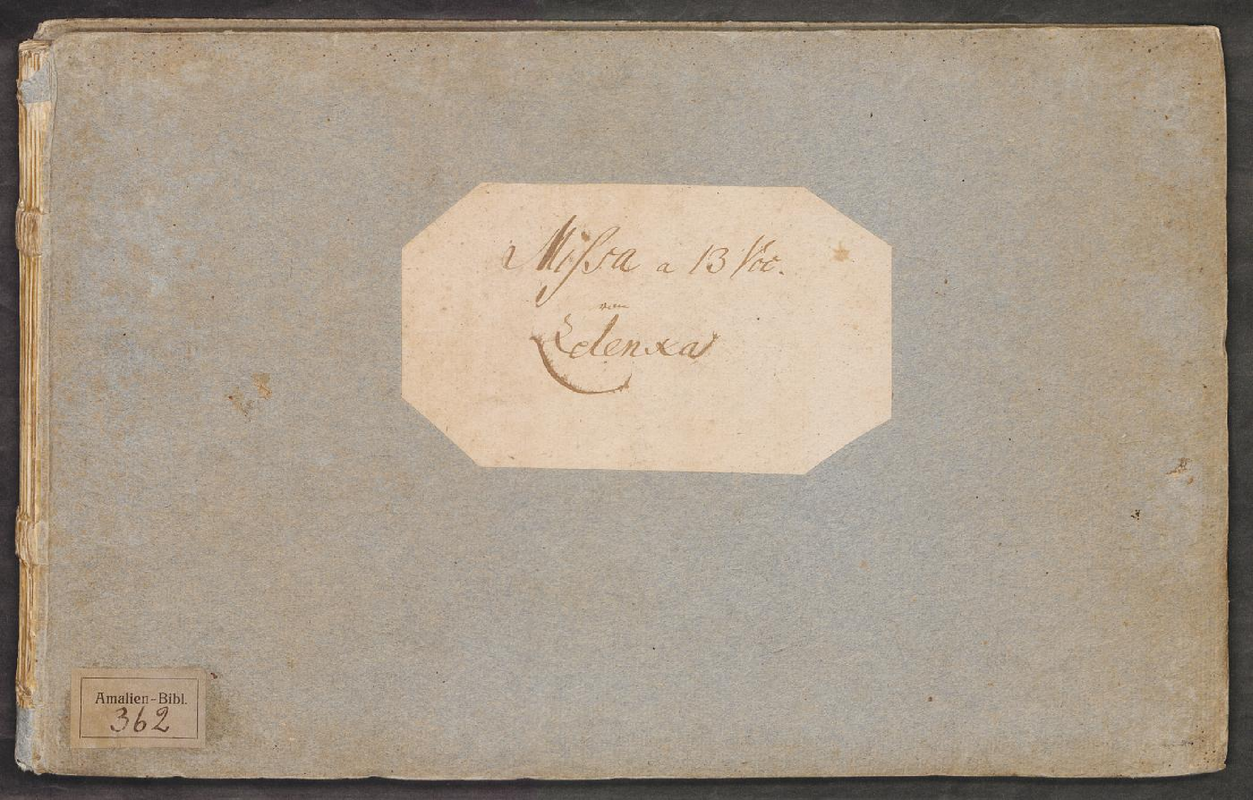 Missa a 13 Voc.
von
Zelenka
Amalien-Bibl.
362